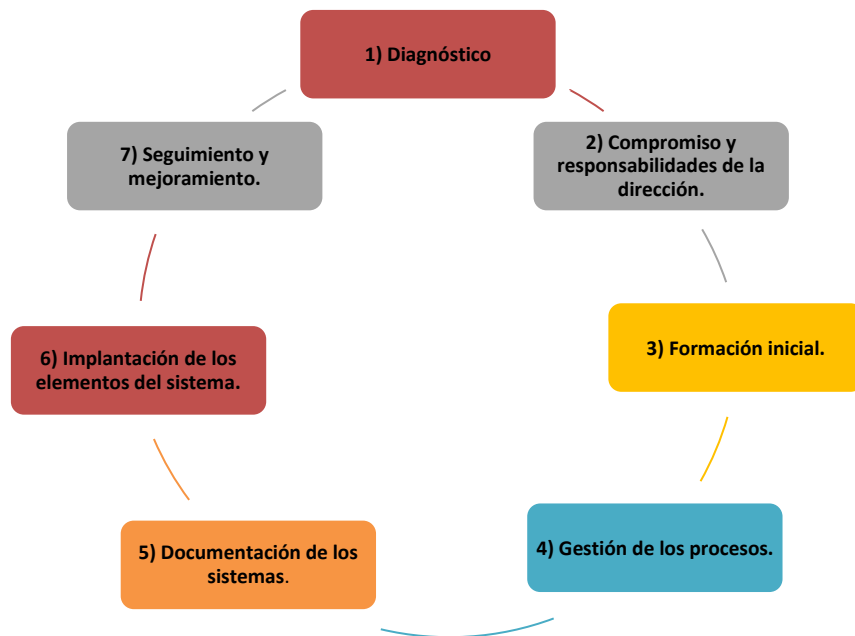 1) Diagnóstico
2) Compromiso y
responsabilidades de la
dirección.
3) Formación inicial.
4) Gestión de los procesos.
5) Documentación de los
sistemas.
6) Implantación de los
elementos del sistema.
7) Seguimiento y
mejoramiento.